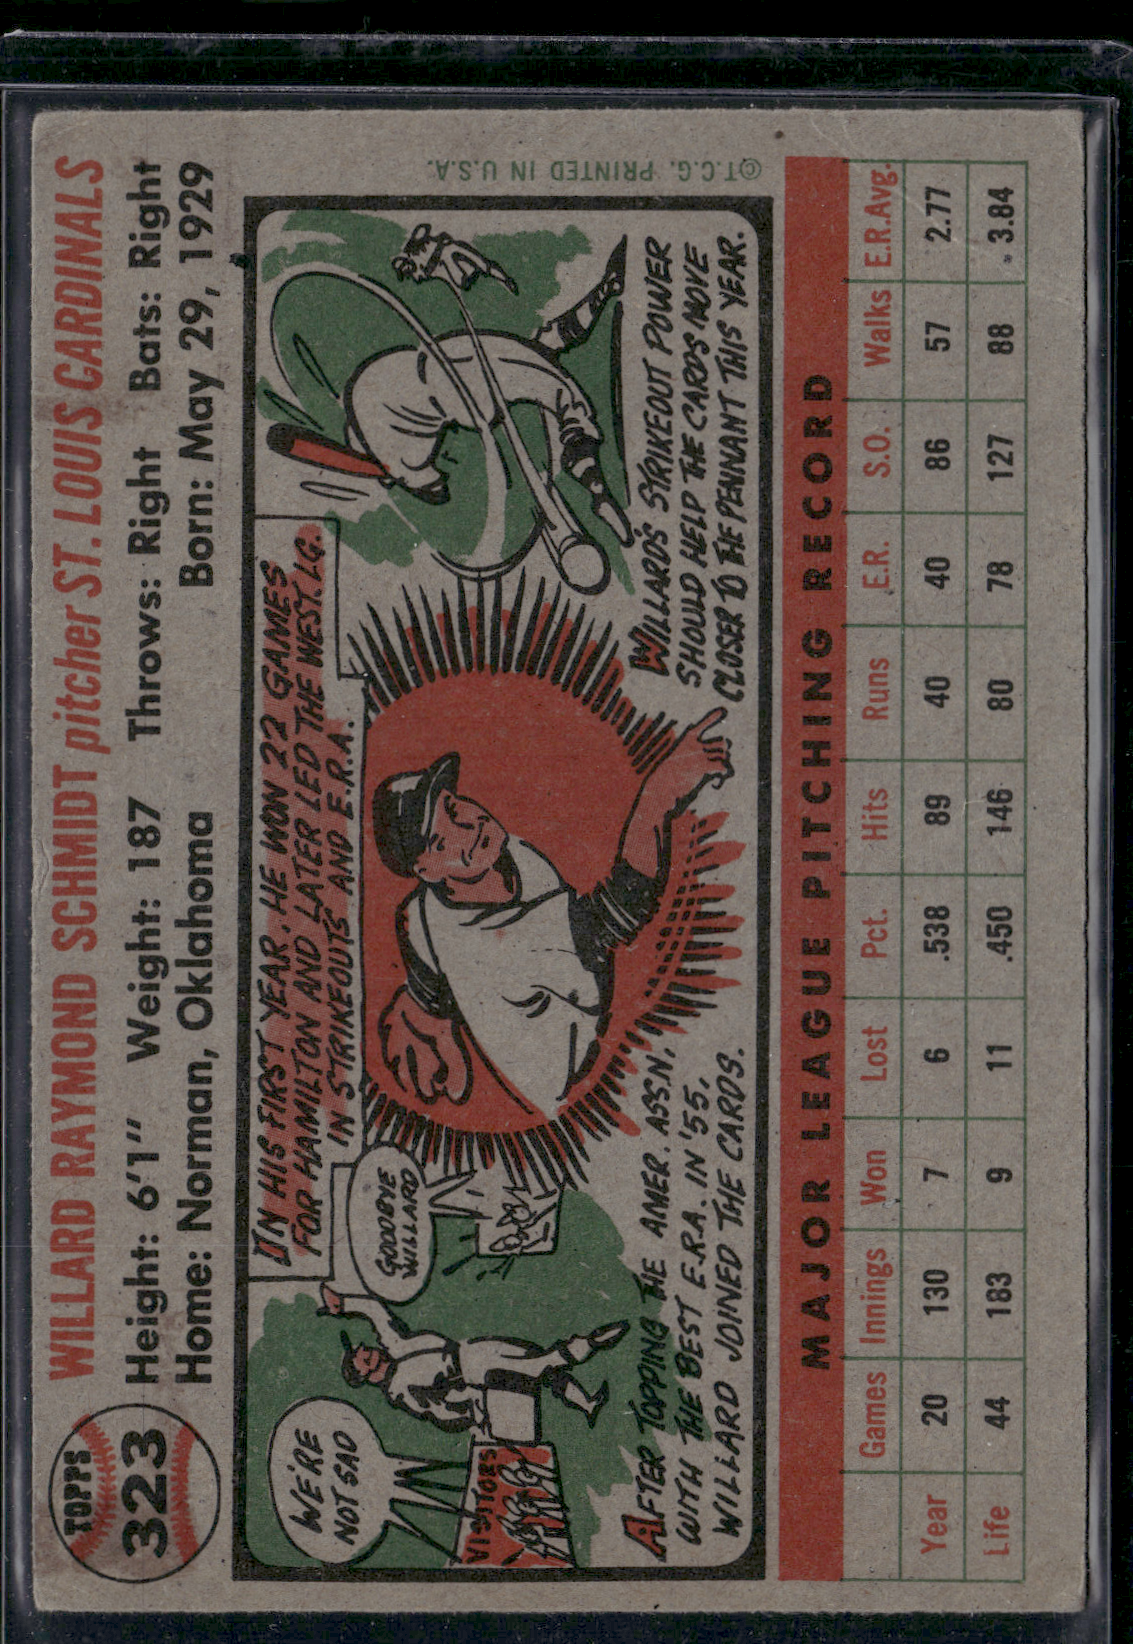 TOPPS
323
WILLARD RAYMOND SCHMIDT pitcher ST. LOUIS CARDINALS
Height: 6'1" Weight: 187 Throws: Right Bats: Right
Home: Norman, Oklahoma Born: May 29, 1929
WE'RE
NOT SAD
VISITORS
GOODBYE
WILLARD
IN HIS FIRST YEAR, HE WON 22 GAMES
FOR HAMILTON AND LATER LED THE WEST. LG.
IN STRIKEOUTS AND E.R.A.
AFTER TOPPING THE AMER. ASSN.
WITH THE BEST E.R.A. IN '55,
WILLARD JOINED THE CARDS.
WILLARD'S STRIKEOUT POWER
SHOULD HELP THE CARDS MOVE
CLOSER TO THE PENNANT THIS YEAR.
©T.C.G. PRINTED IN U.S.A.
MAJOR LEAGUE PITCHING RECORD
Games Innings Won Lost Pct. Hits Runs E.R. S.O. Walks E.R.Avg.
Year 20 130 7 6 .538 89 40 40 86 57 2.77
Life 44 183 9 11 .450 146 80 78 127 88 3.84